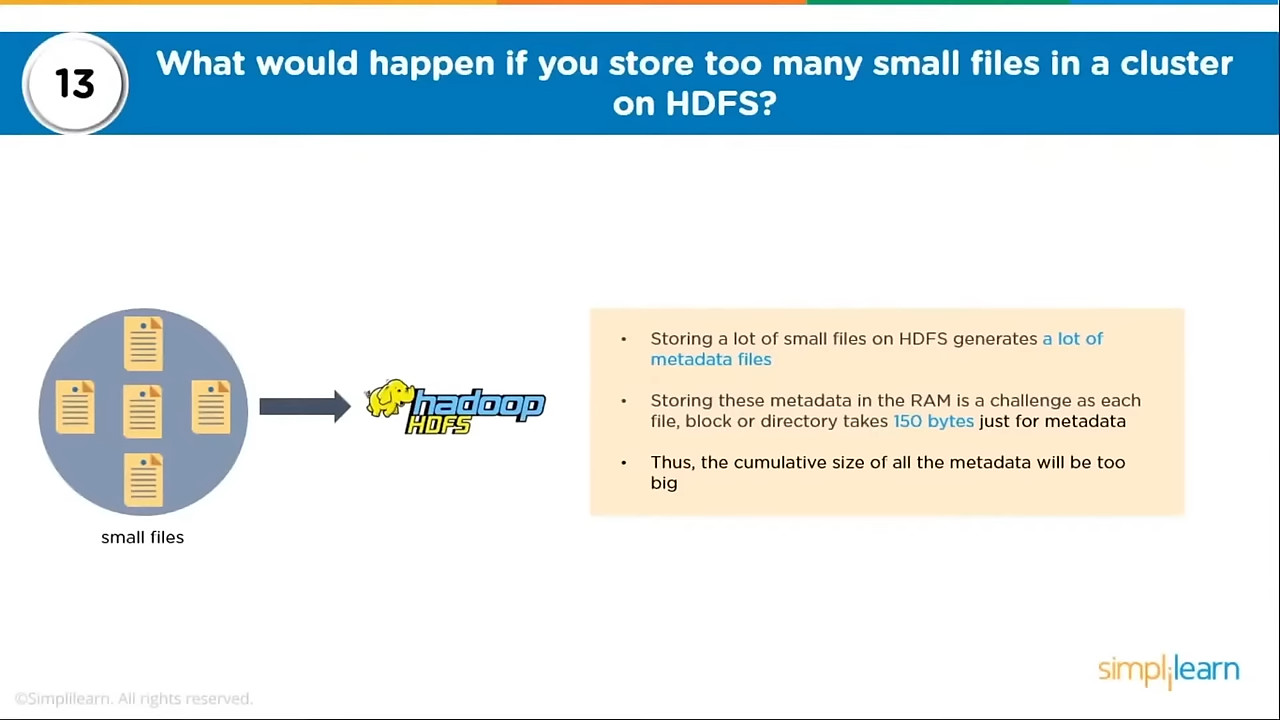 13
What would happen if you store too many small files in a cluster
on HDFS?
small files
hadoop
HDFS
• Storing a lot of small files on HDFS generates a lot of
metadata files
• Storing these metadata in the RAM is a challenge as each
file, block or directory takes 150 bytes just for metadata
• Thus, the cumulative size of all the metadata will be too
big
simplilearn
©Simplilearn. All rights reserved.